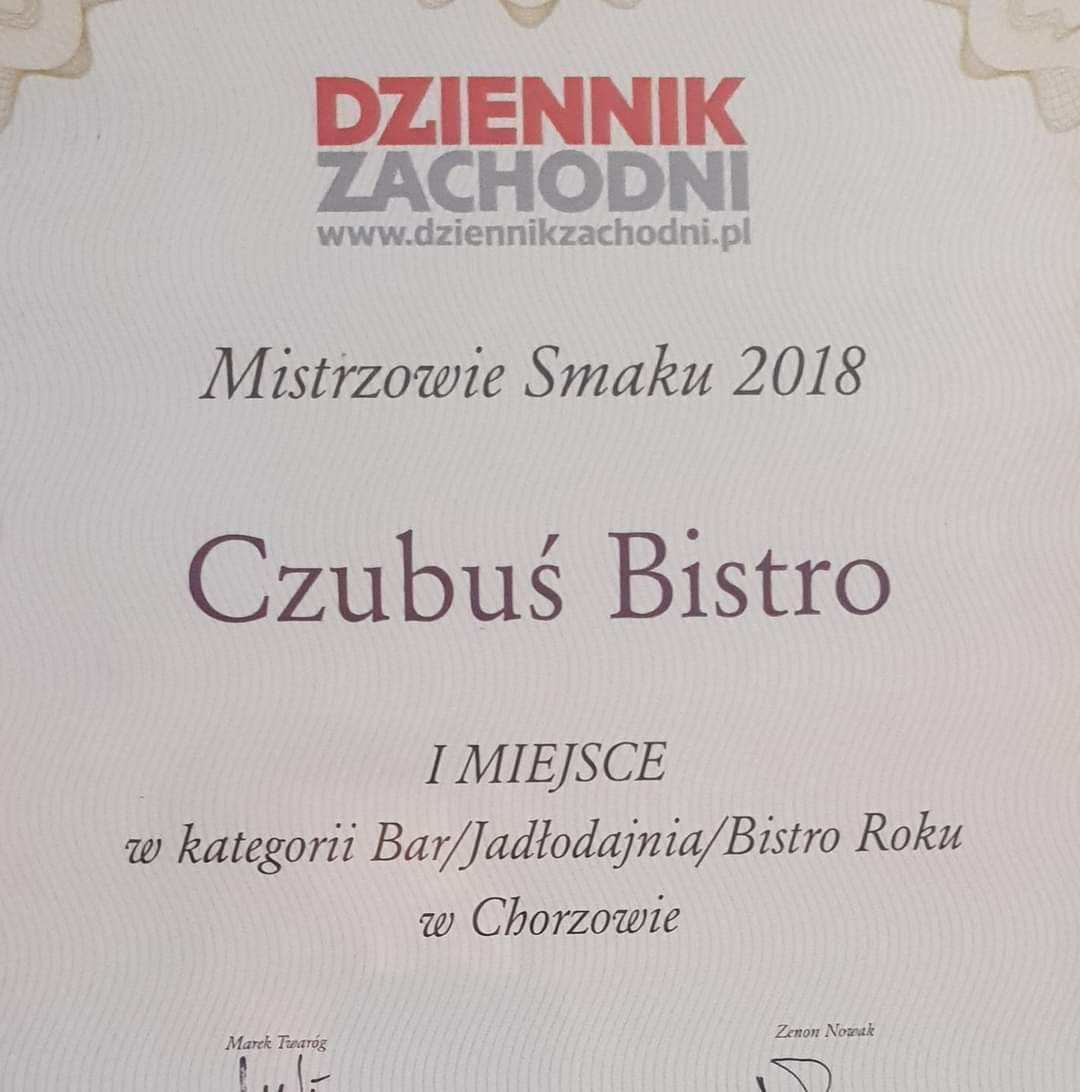 DZIENNIK
ZACHODNI
www.dziennikzachodni.pl
Mistrzowie Smaku 2018
Czubuś Bistro
I MIEJSCE
w kategorii Bar/Jadłodajnia/Bistro Roku
w Chorzowie
Marek Twaróg
Zenon Nowak